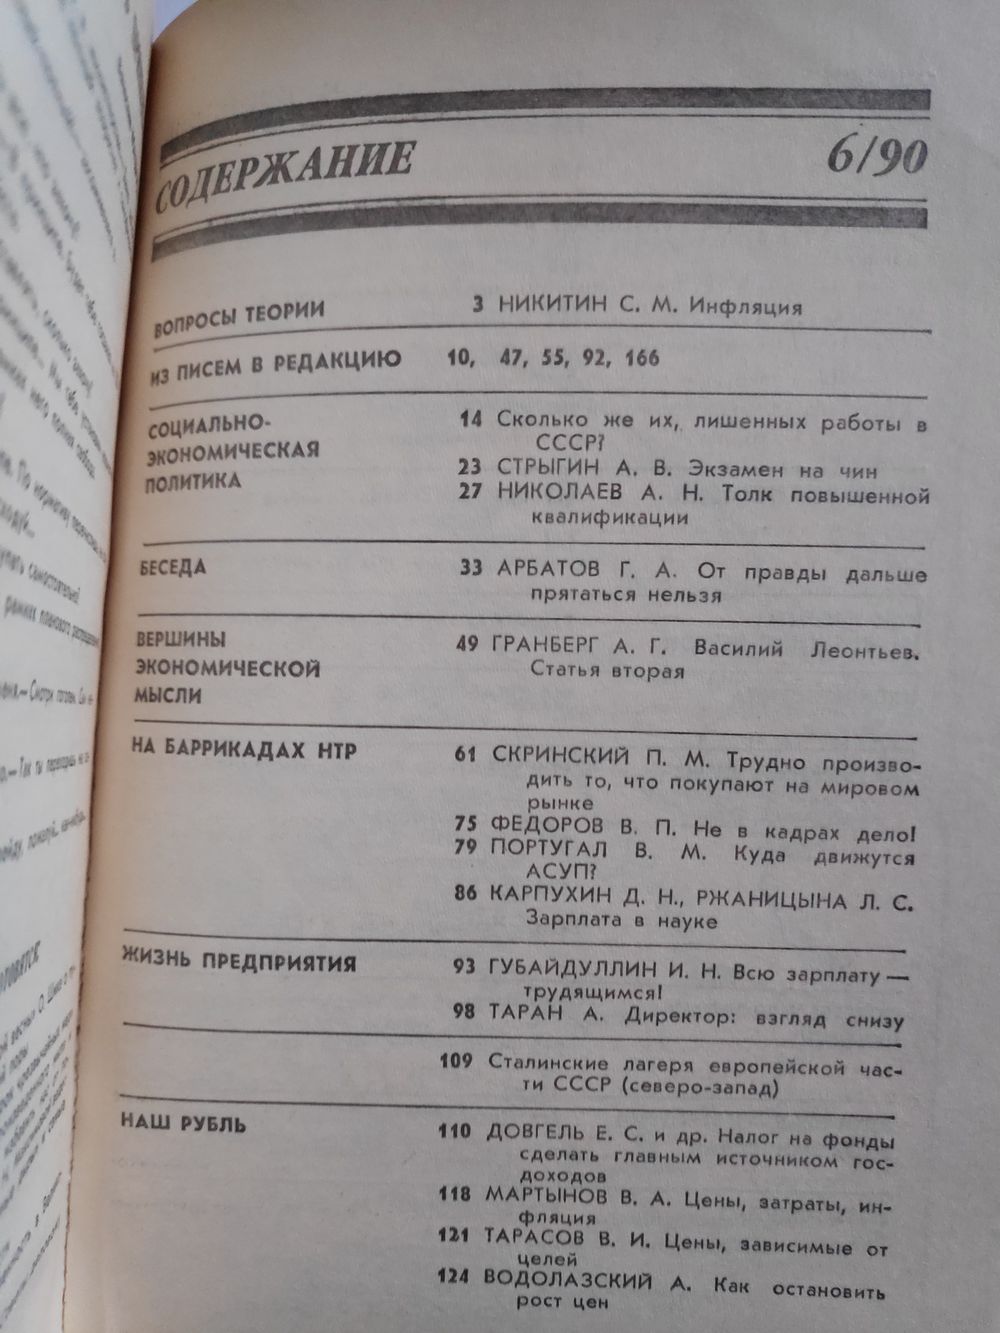 СОДЕРЖАНИЕ 6/90
ВОПРОСЫ ТЕОРИИ 3 НИКИТИН С. М. Инфляция
ИЗ ПИСЕМ В РЕДАКЦИЮ 10, 47, 55, 92, 166
СОЦИАЛЬНО-
ЭКОНОМИЧЕСКАЯ
ПОЛИТИКА
14 Сколько же их, лишенных работы в
СССР?
23 СТРЫГИН А. В. Экзамен на чин
27 НИКОЛАЕВ А. Н. Толк повышенной
квалификации
БЕСЕДА 33 АРБАТОВ Г. А. От правды дальше
прятаться нельзя
ВЕРШИНЫ
ЭКОНОМИЧЕСКОЙ
МЫСЛИ
49 ГРАНБЕРГ А. Г. Василий Леонтьев.
Статья вторая
НА БАРРИКАДАХ НТР 61 СКРИНСКИЙ П. М. Трудно произво-
дить то, что покупают на мировом
рынке
75 ФЕДОРОВ В. П. Не в кадрах дело!
79 ПОРТУГАЛ В. М. Куда движутся
АСУП?
86 КАРПУХИН Д. Н., РЖАНИЦЫНА Л. С.
Зарплата в науке
ЖИЗНЬ ПРЕДПРИЯТИЯ 93 ГУБАЙДУЛЛИН И. Н. Всю зарплату —
трудящимся!
98 ТАРАН А. Директор: взгляд снизу
109 Сталинские лагеря европейской час-
ти СССР (северо-запад)
НАШ РУБЛЬ 110 ДОВГЕЛЬ Е. С. и др. Налог на фонды
сделать главным источником гос-
доходов
118 МАРТЫНОВ В. А. Цены, затраты, ин-
фляция
121 ТАРАСОВ В. И. Цены, зависимые от
целей
124 ВОДОЛАЗСКИЙ А. Как остановить
рост цен